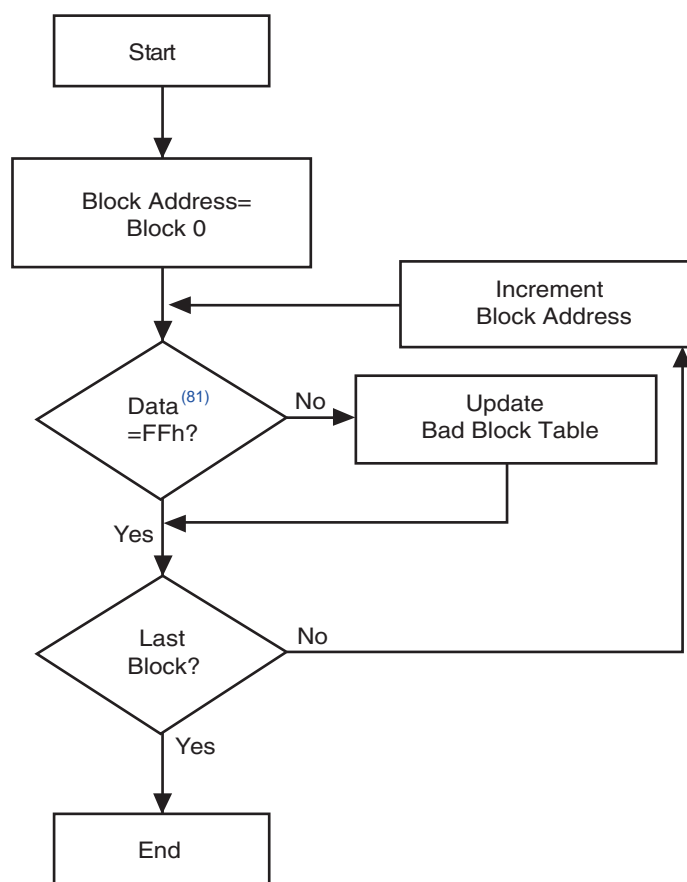 Start
Block Address=
Block 0
Increment
Block Address
Data(81)
=FFh?
No
Update
Bad Block Table
Yes
Last
Block?
No
Yes
End